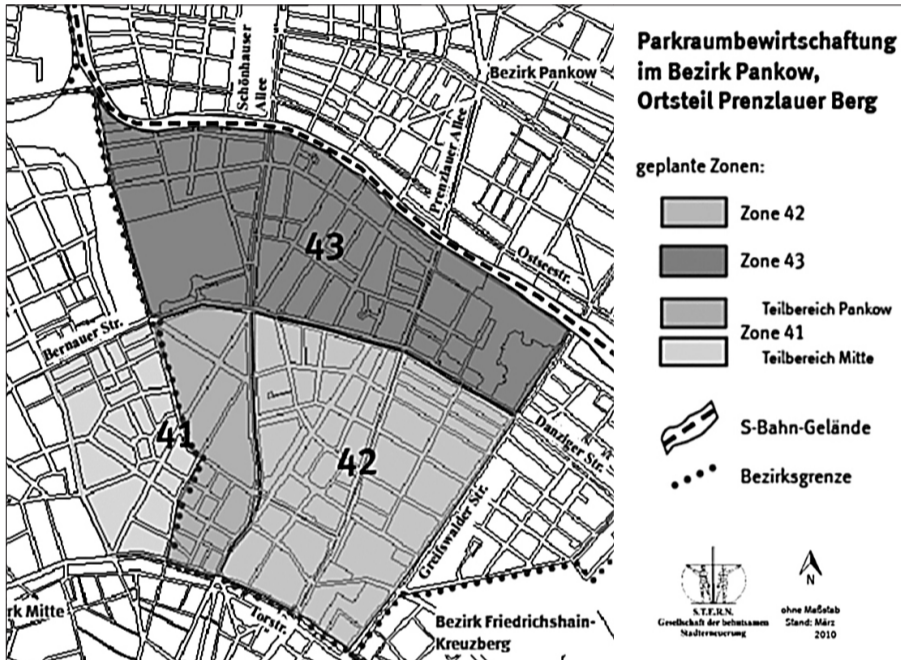 Schönhauser
Allee
Bezirk Pankow
Prenzlauer Allee
43
Ostseestr.
Bernauer Str.
41
42
Danziger Str.
Greifswalder Str.
rk Mitte
Torstr.
Bezirk Friedrichshain-
Kreuzberg
Parkraumbewirtschaftung
im Bezirk Pankow,
Ortsteil Prenzlauer Berg
geplante Zonen:
Zone 42
Zone 43
Teilbereich Pankow
Zone 41
Teilbereich Mitte
S-Bahn-Gelände
Bezirksgrenze
S.T.E.R.N.
Gesellschaft der behutsamen
Stadterneuerung
N
ohne Maßstab
Stand: März
2010